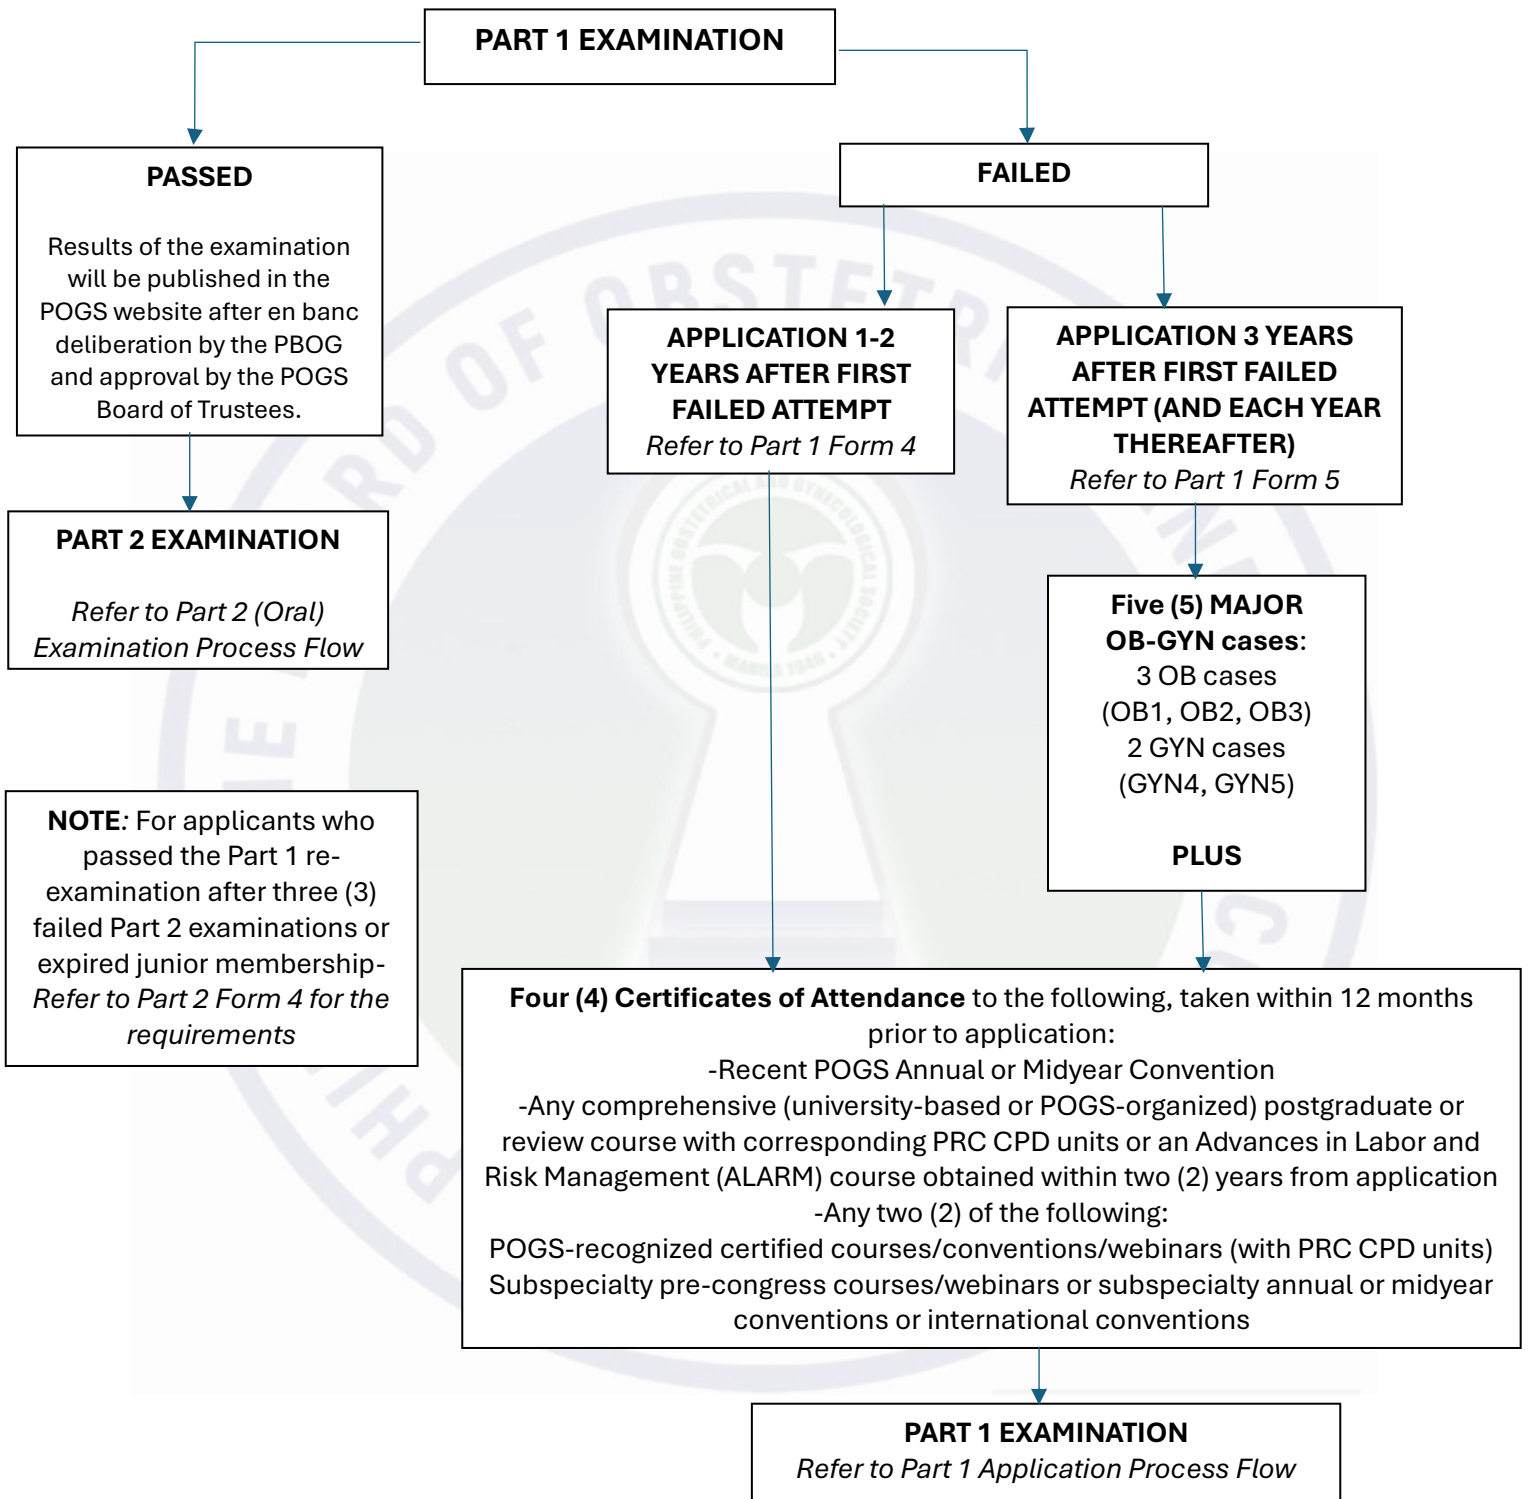 PART 1 EXAMINATION
PASSED
Results of the examination
will be published in the
POGS website after en banc
deliberation by the PBOG
and approval by the POGS
Board of Trustees.
PART 2 EXAMINATION
Refer to Part 2 (Oral)
Examination Process Flow
NOTE: For applicants who
passed the Part 1 re-
examination after three (3)
failed Part 2 examinations or
expired junior membership-
Refer to Part 2 Form 4 for the
requirements
FAILED
APPLICATION 1-2
YEARS AFTER FIRST
FAILED ATTEMPT
Refer to Part 1 Form 4
APPLICATION 3 YEARS
AFTER FIRST FAILED
ATTEMPT (AND EACH YEAR
THEREAFTER)
Refer to Part 1 Form 5
Five (5) MAJOR
OB-GYN cases:
3 OB cases
(OB1, OB2, OB3)
2 GYN cases
(GYN4, GYN5)
PLUS
Four (4) Certificates of Attendance to the following, taken within 12 months
prior to application:
-Recent POGS Annual or Midyear Convention
-Any comprehensive (university-based or POGS-organized) postgraduate or
review course with corresponding PRC CPD units or an Advances in Labor and
Risk Management (ALARM) course obtained within two (2) years from application
-Any two (2) of the following:
POGS-recognized certified courses/conventions/webinars (with PRC CPD units)
Subspecialty pre-congress courses/webinars or subspecialty annual or midyear
conventions or international conventions
PART 1 EXAMINATION
Refer to Part 1 Application Process Flow
PHILIPPINE OBSTETRICAL AND GYNECOLOGICAL SOCIETY
MANILA 1946
OF